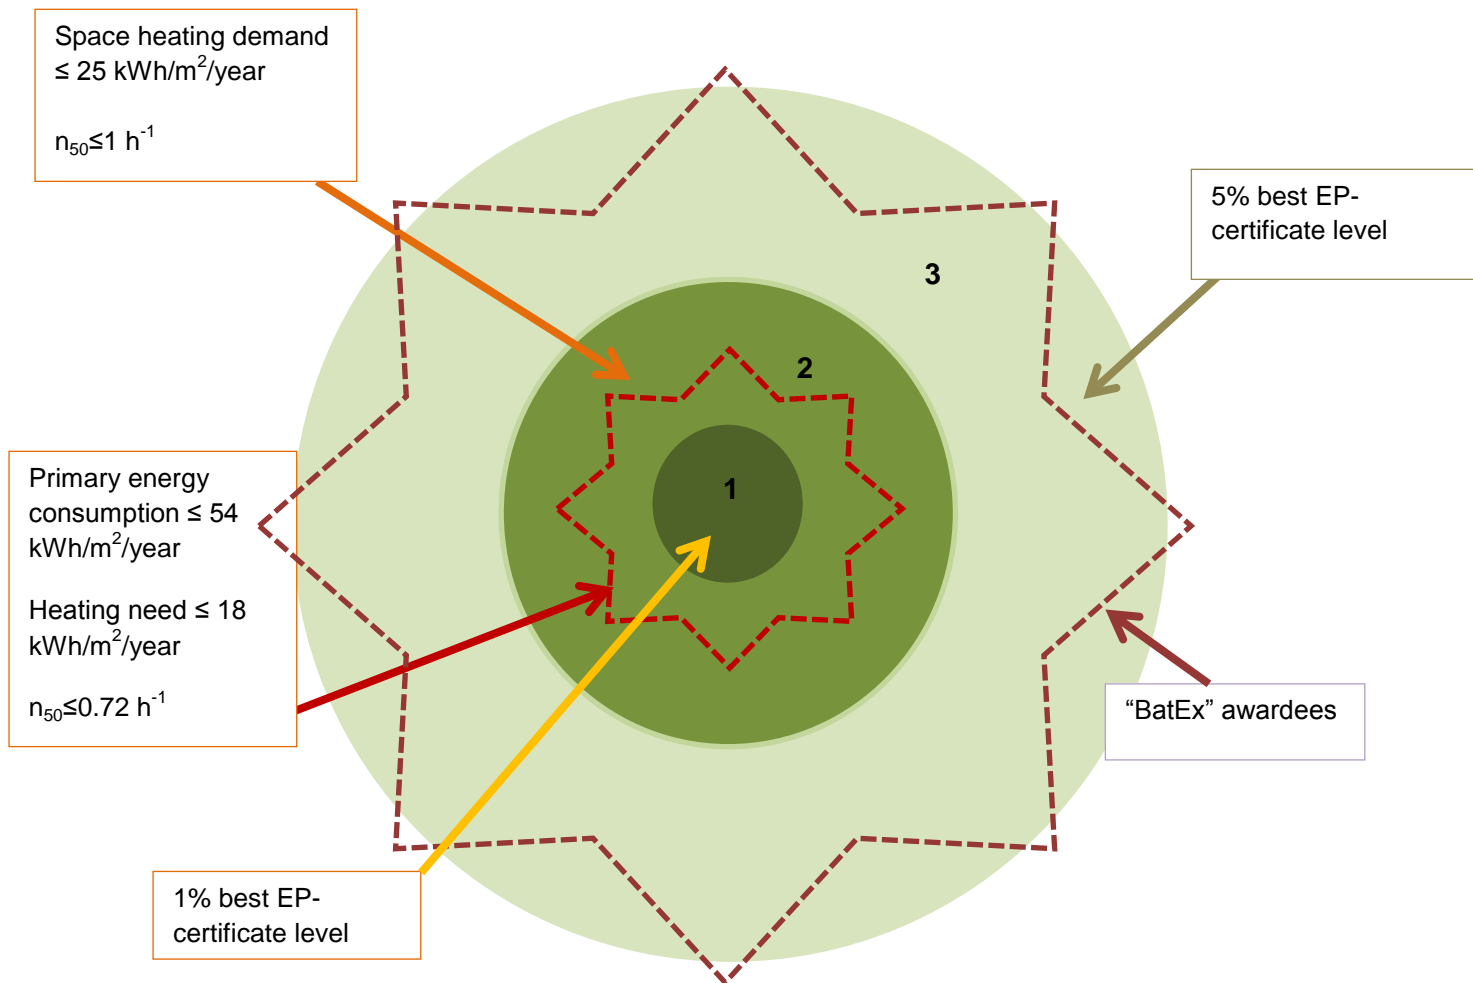 Space heating demand
≤ 25 kWh/m²/year
n₅₀≤1 h⁻¹
5% best EP-
certificate level
3
2
1
Primary energy
consumption ≤ 54
kWh/m²/year
Heating need ≤ 18
kWh/m²/year
n₅₀≤0.72 h⁻¹
“BatEx” awardees
1% best EP-
certificate level